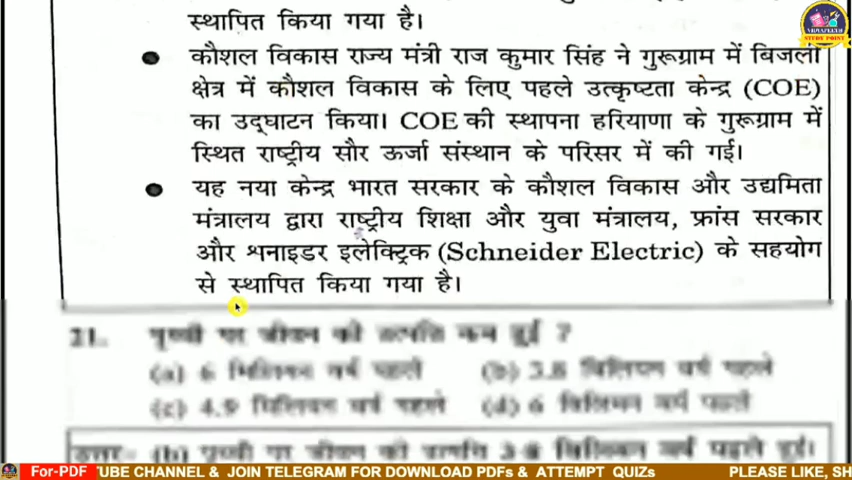 स्थापित किया गया है।
कौशल विकास राज्य मंत्री राज कुमार सिंह ने गुरूग्राम में बिजली
क्षेत्र में कौशल विकास के लिए पहले उत्कृष्टता केन्द्र (COE)
का उद्घाटन किया। COE की स्थापना हरियाणा के गुरूग्राम में
स्थित राष्ट्रीय सौर ऊर्जा संस्थान के परिसर में की गई।
यह नया केन्द्र भारत सरकार के कौशल विकास और उद्यमिता
मंत्रालय द्वारा राष्ट्रीय शिक्षा और युवा मंत्रालय, फ्रांस सरकार
और श्नाइडर इलेक्ट्रिक (Schneider Electric) के सहयोग
से स्थापित किया गया है।
21. पृथ्वी पर जीवन की उत्पत्ति कब हुई ?
(a) 6 मिलियन वर्ष पहले (b) 3.8 बिलियन वर्ष पहले
(c) 4.9 मिलियन वर्ष पहले (d) 6 बिलियन वर्ष पहले
उत्तर- (b) पृथ्वी पर जीवन की उत्पत्ति 3.8 बिलियन वर्ष पहले हुई।
For-PDF TUBE CHANNEL & JOIN TELEGRAM FOR DOWNLOAD PDFs & ATTEMPT QUIZs PLEASE LIKE, SH